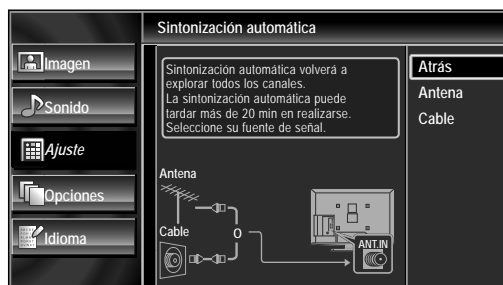 Sintonización automática
Imagen
Sonido
Ajuste
Opciones
Idioma
Sintonización automática volverá a
explorar todos los canales.
La sintonización automática puede
tardar más de 20 min en realizarse.
Seleccione su fuente de señal.
Antena
Cable
O
ANT.IN
Atrás
Antena
Cable